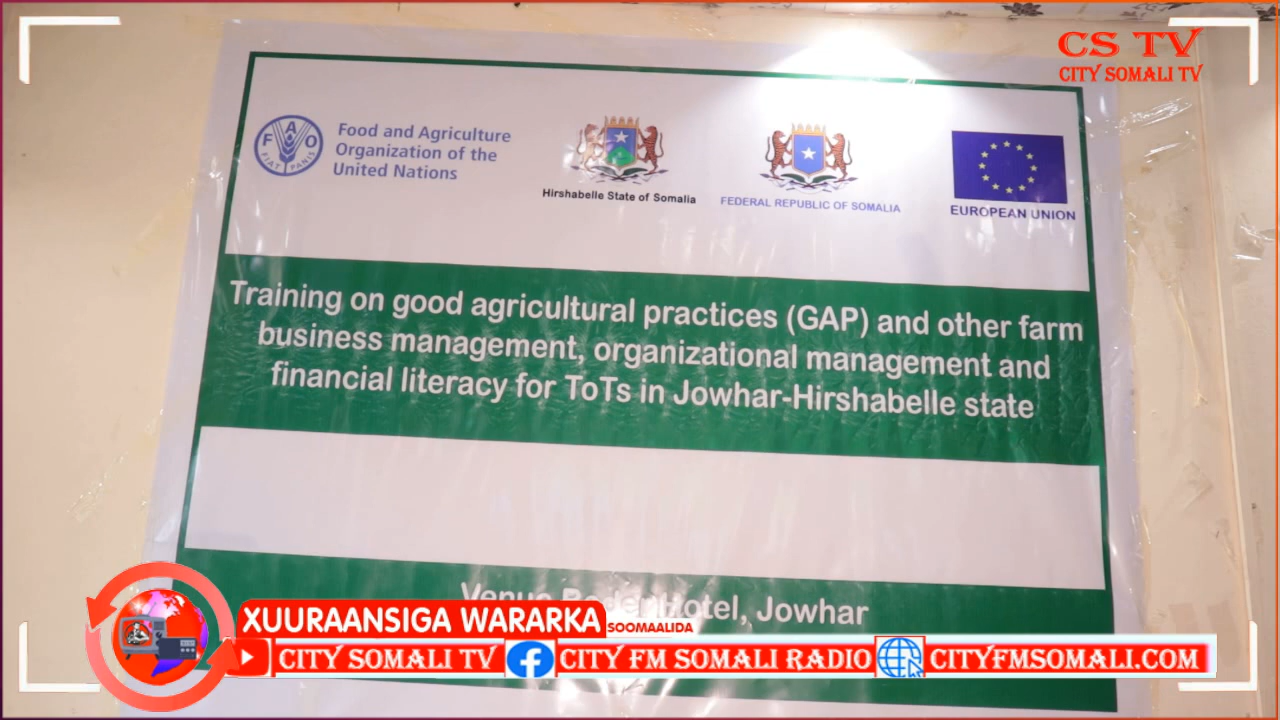 CS TV
CITY SOMALI TV
FAO
FIAT PANIS
Food and Agriculture
Organization of the
United Nations
Hirshabelle State of Somalia
FEDERAL REPUBLIC OF SOMALIA
EUROPEAN UNION
Training on good agricultural practices (GAP) and other farm
business management, organizational management and
financial literacy for ToTs in Jowhar-Hirshabelle state
Venue Hotel, Jowhar
XUURAANSIGA WARARKA
SOOMAALIDA
CITY SOMALI TV CITY FM SOMALI RADIO CITYFMSOMALI.COM